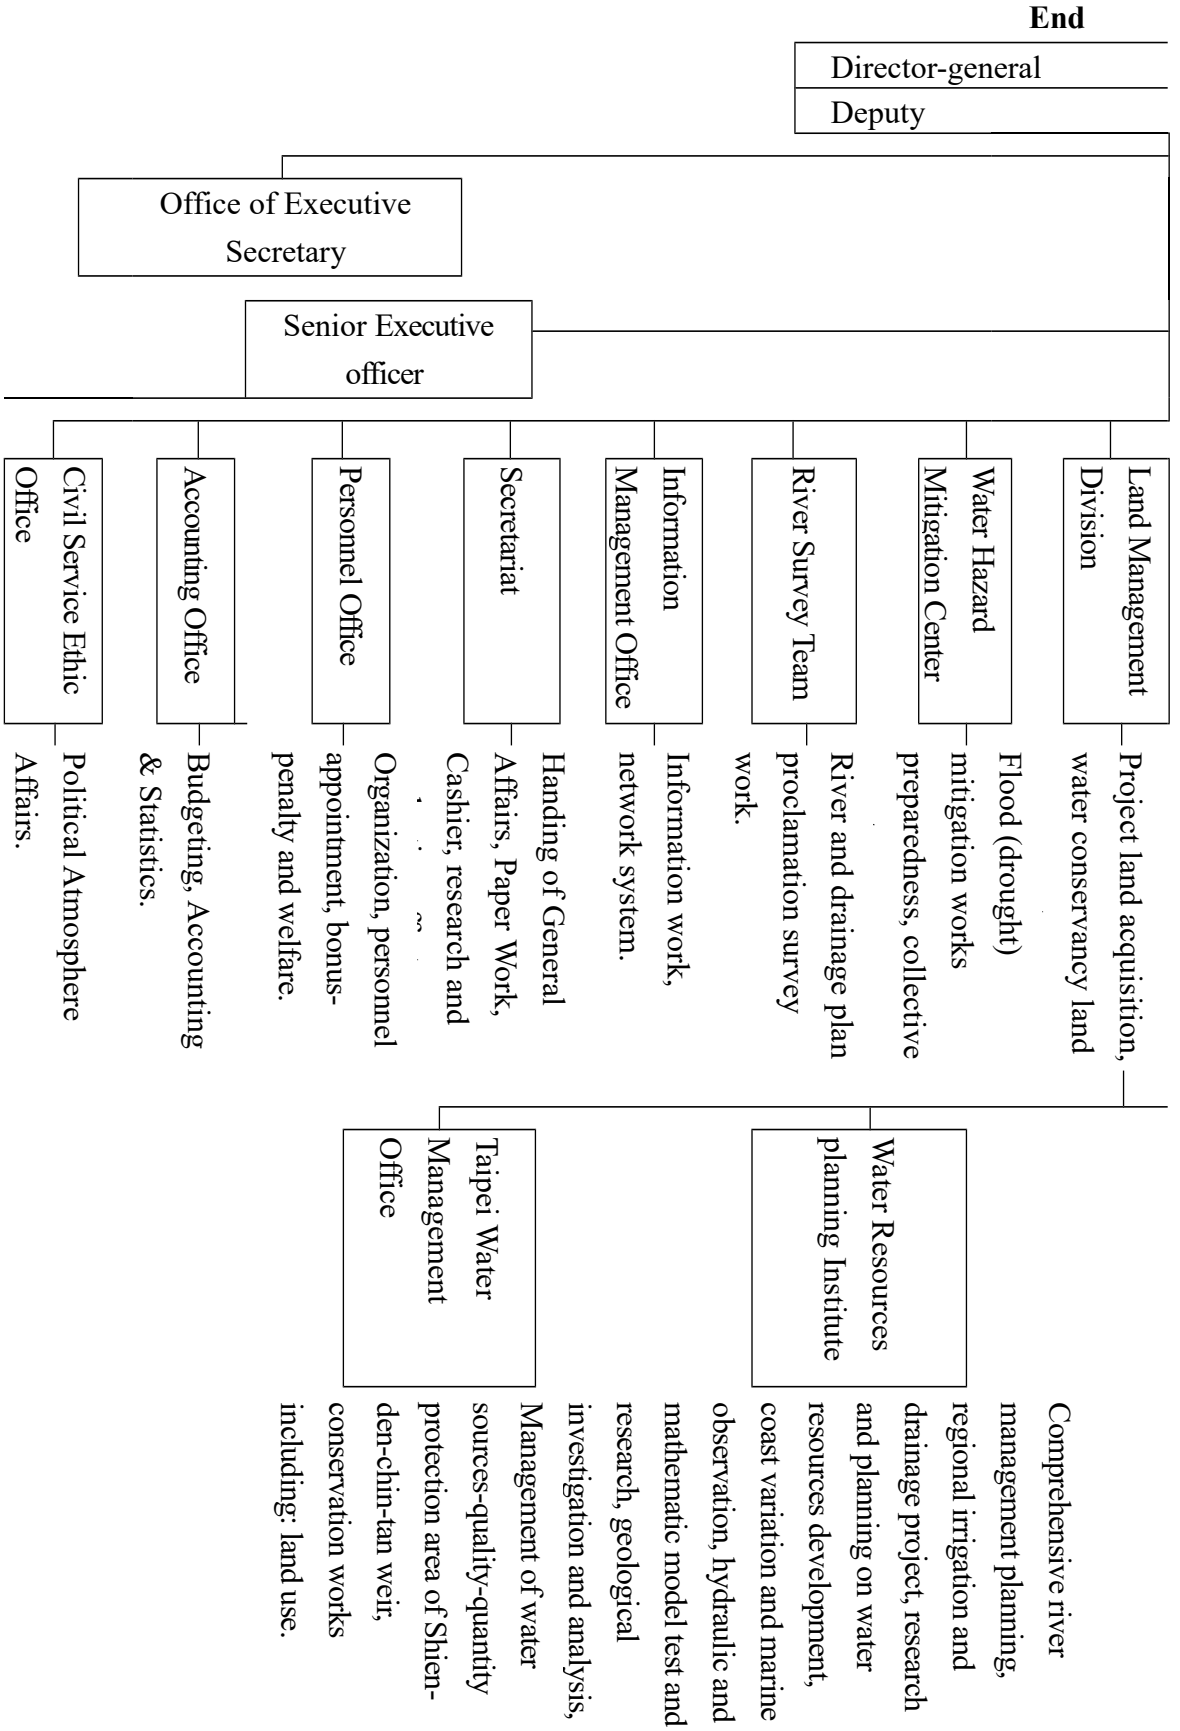 End
Director-general
Deputy
Office of Executive
Secretary
Senior Executive
officer
Land Management
Division
Water Hazard
Mitigation Center
River Survey Team
Information
Management Office
Secretariat
Personnel Office
Accounting Office
Civil Service Ethic
Office
Project land acquisition,
water conservancy land
Flood (drought)
mitigation works
preparedness, collective
River and drainage plan
proclamation survey
work.
Information work,
network system.
Handing of General
Affairs, Paper Work,
Cashier, research and
Organization, personnel
appointment, bonus-
penalty and welfare.
Budgeting, Accounting
& Statistics.
Political Atmosphere
Affairs.
Water Resources
planning Institute
Taipei Water
Management
Office
Comprehensive river
management planning,
regional irrigation and
drainage project, research
and planning on water
resources development,
coast variation and marine
observation, hydraulic and
mathematic model test and
research, geological
investigation and analysis,
Management of water
sources-quality-quantity
protection area of Shien-
den-chin-tan weir,
conservation works
including: land use.